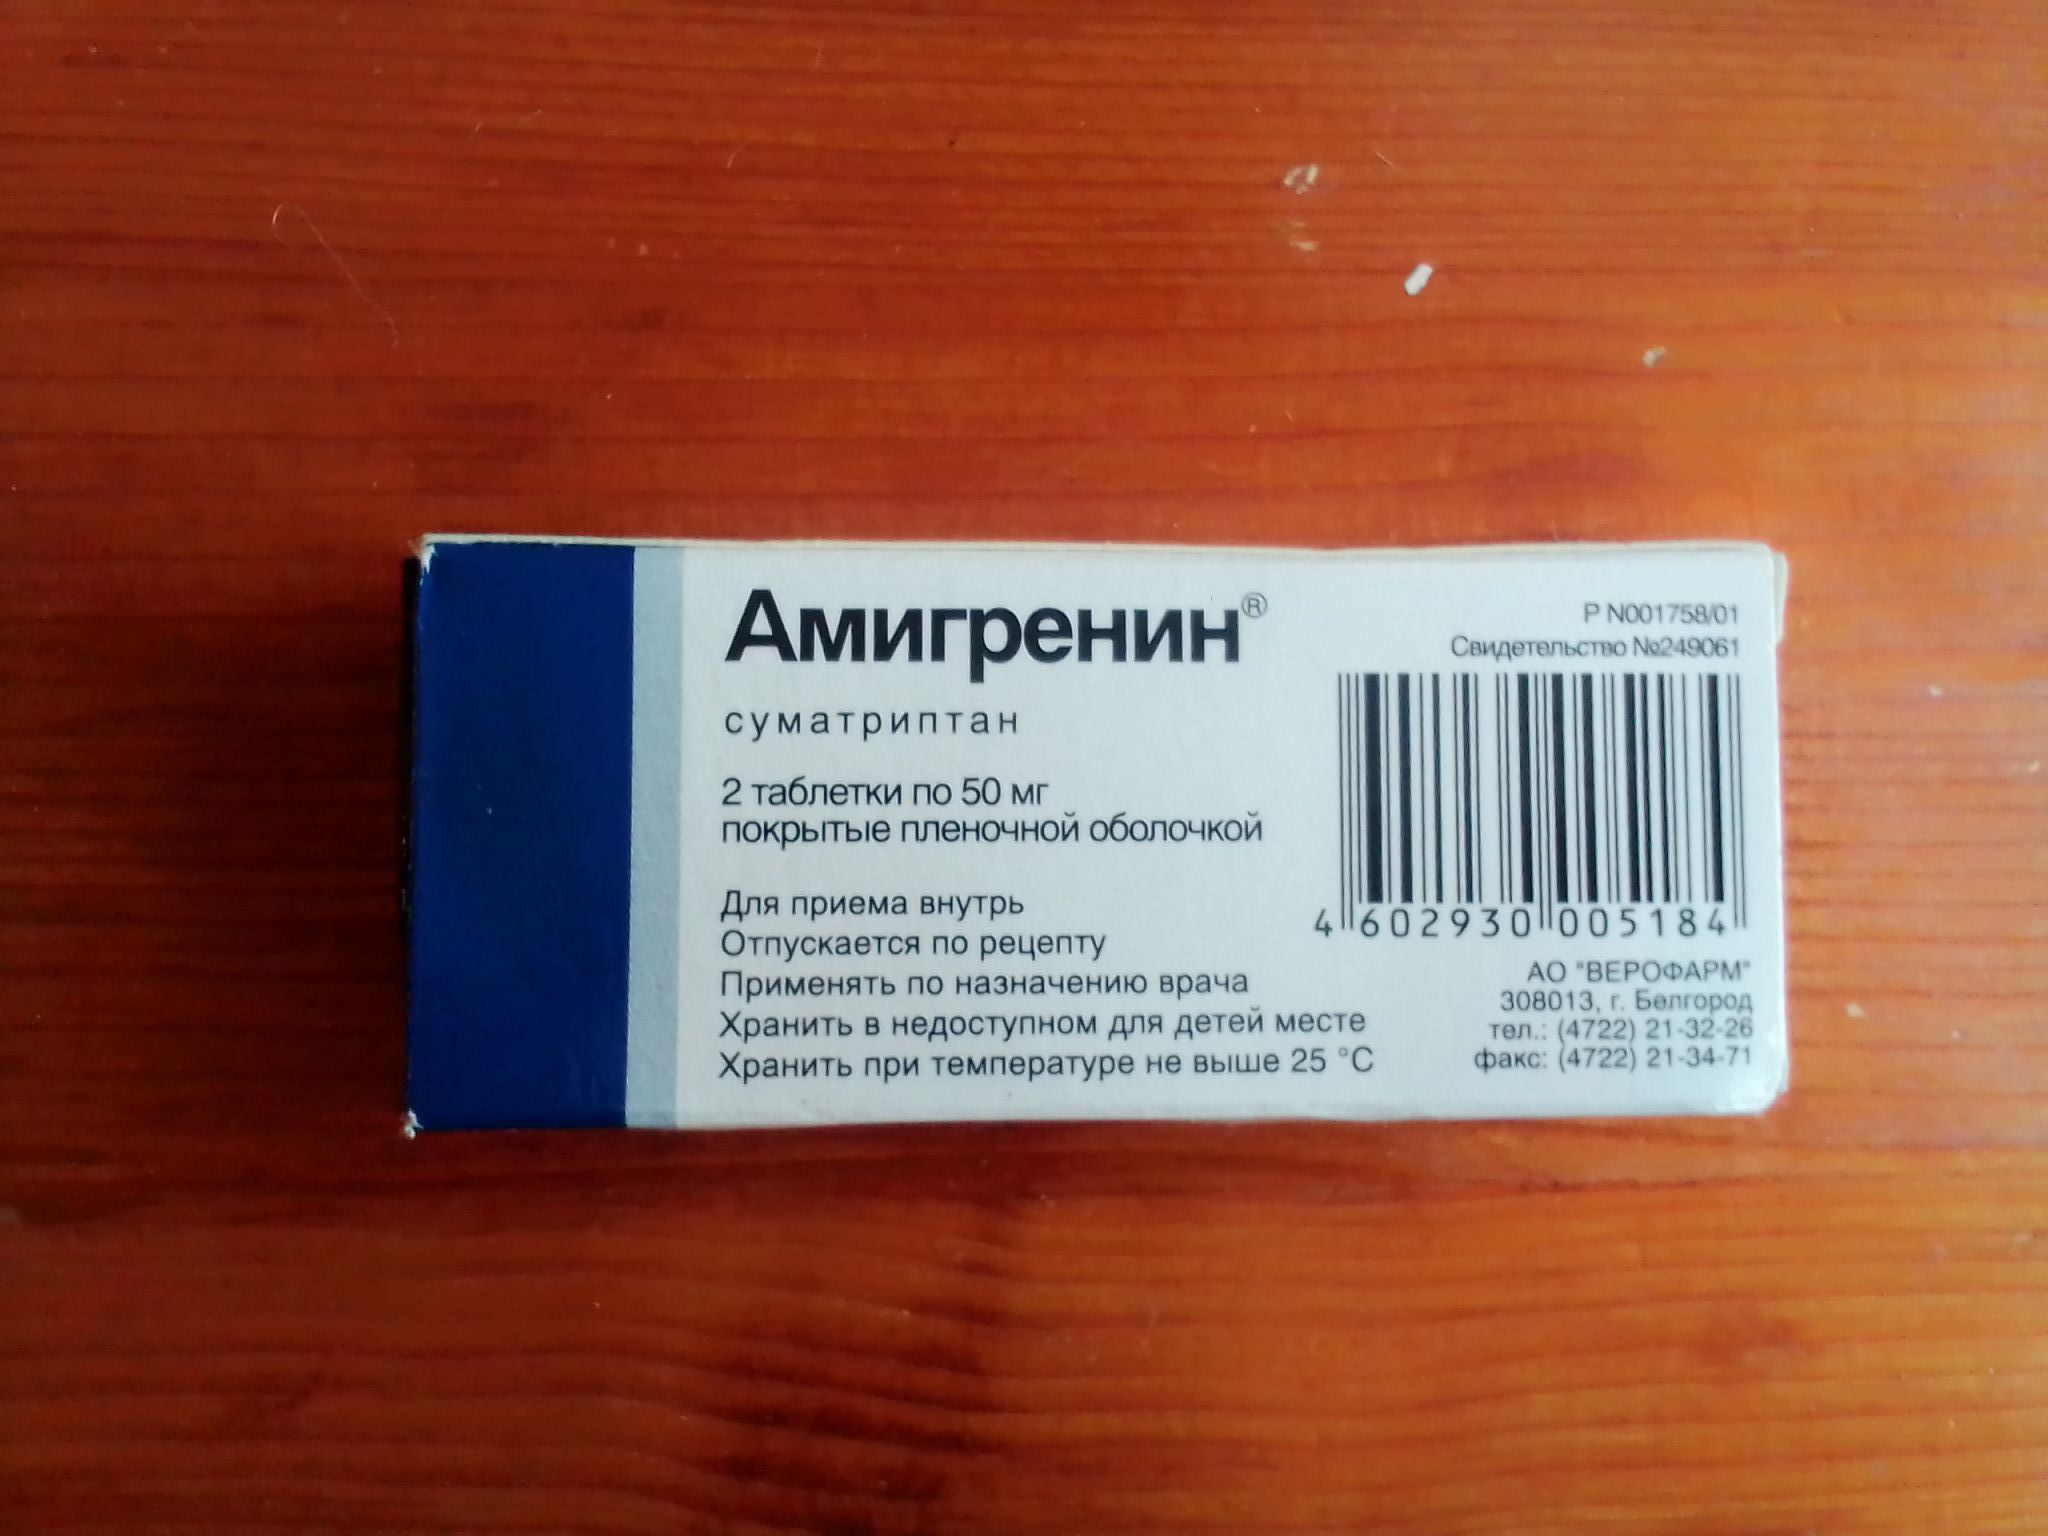 Амигренин®
суматриптан
2 таблетки по 50 мг
покрытые пленочной оболочкой
Для приема внутрь
Отпускается по рецепту
Применять по назначению врача
Хранить в недоступном для детей месте
Хранить при температуре не выше 25 °C
Р N001758/01
Свидетельство №249061
4 602930 005184
АО "ВЕРОФАРМ"
308013, г. Белгород
тел.: (4722) 21-32-26
факс: (4722) 21-34-71